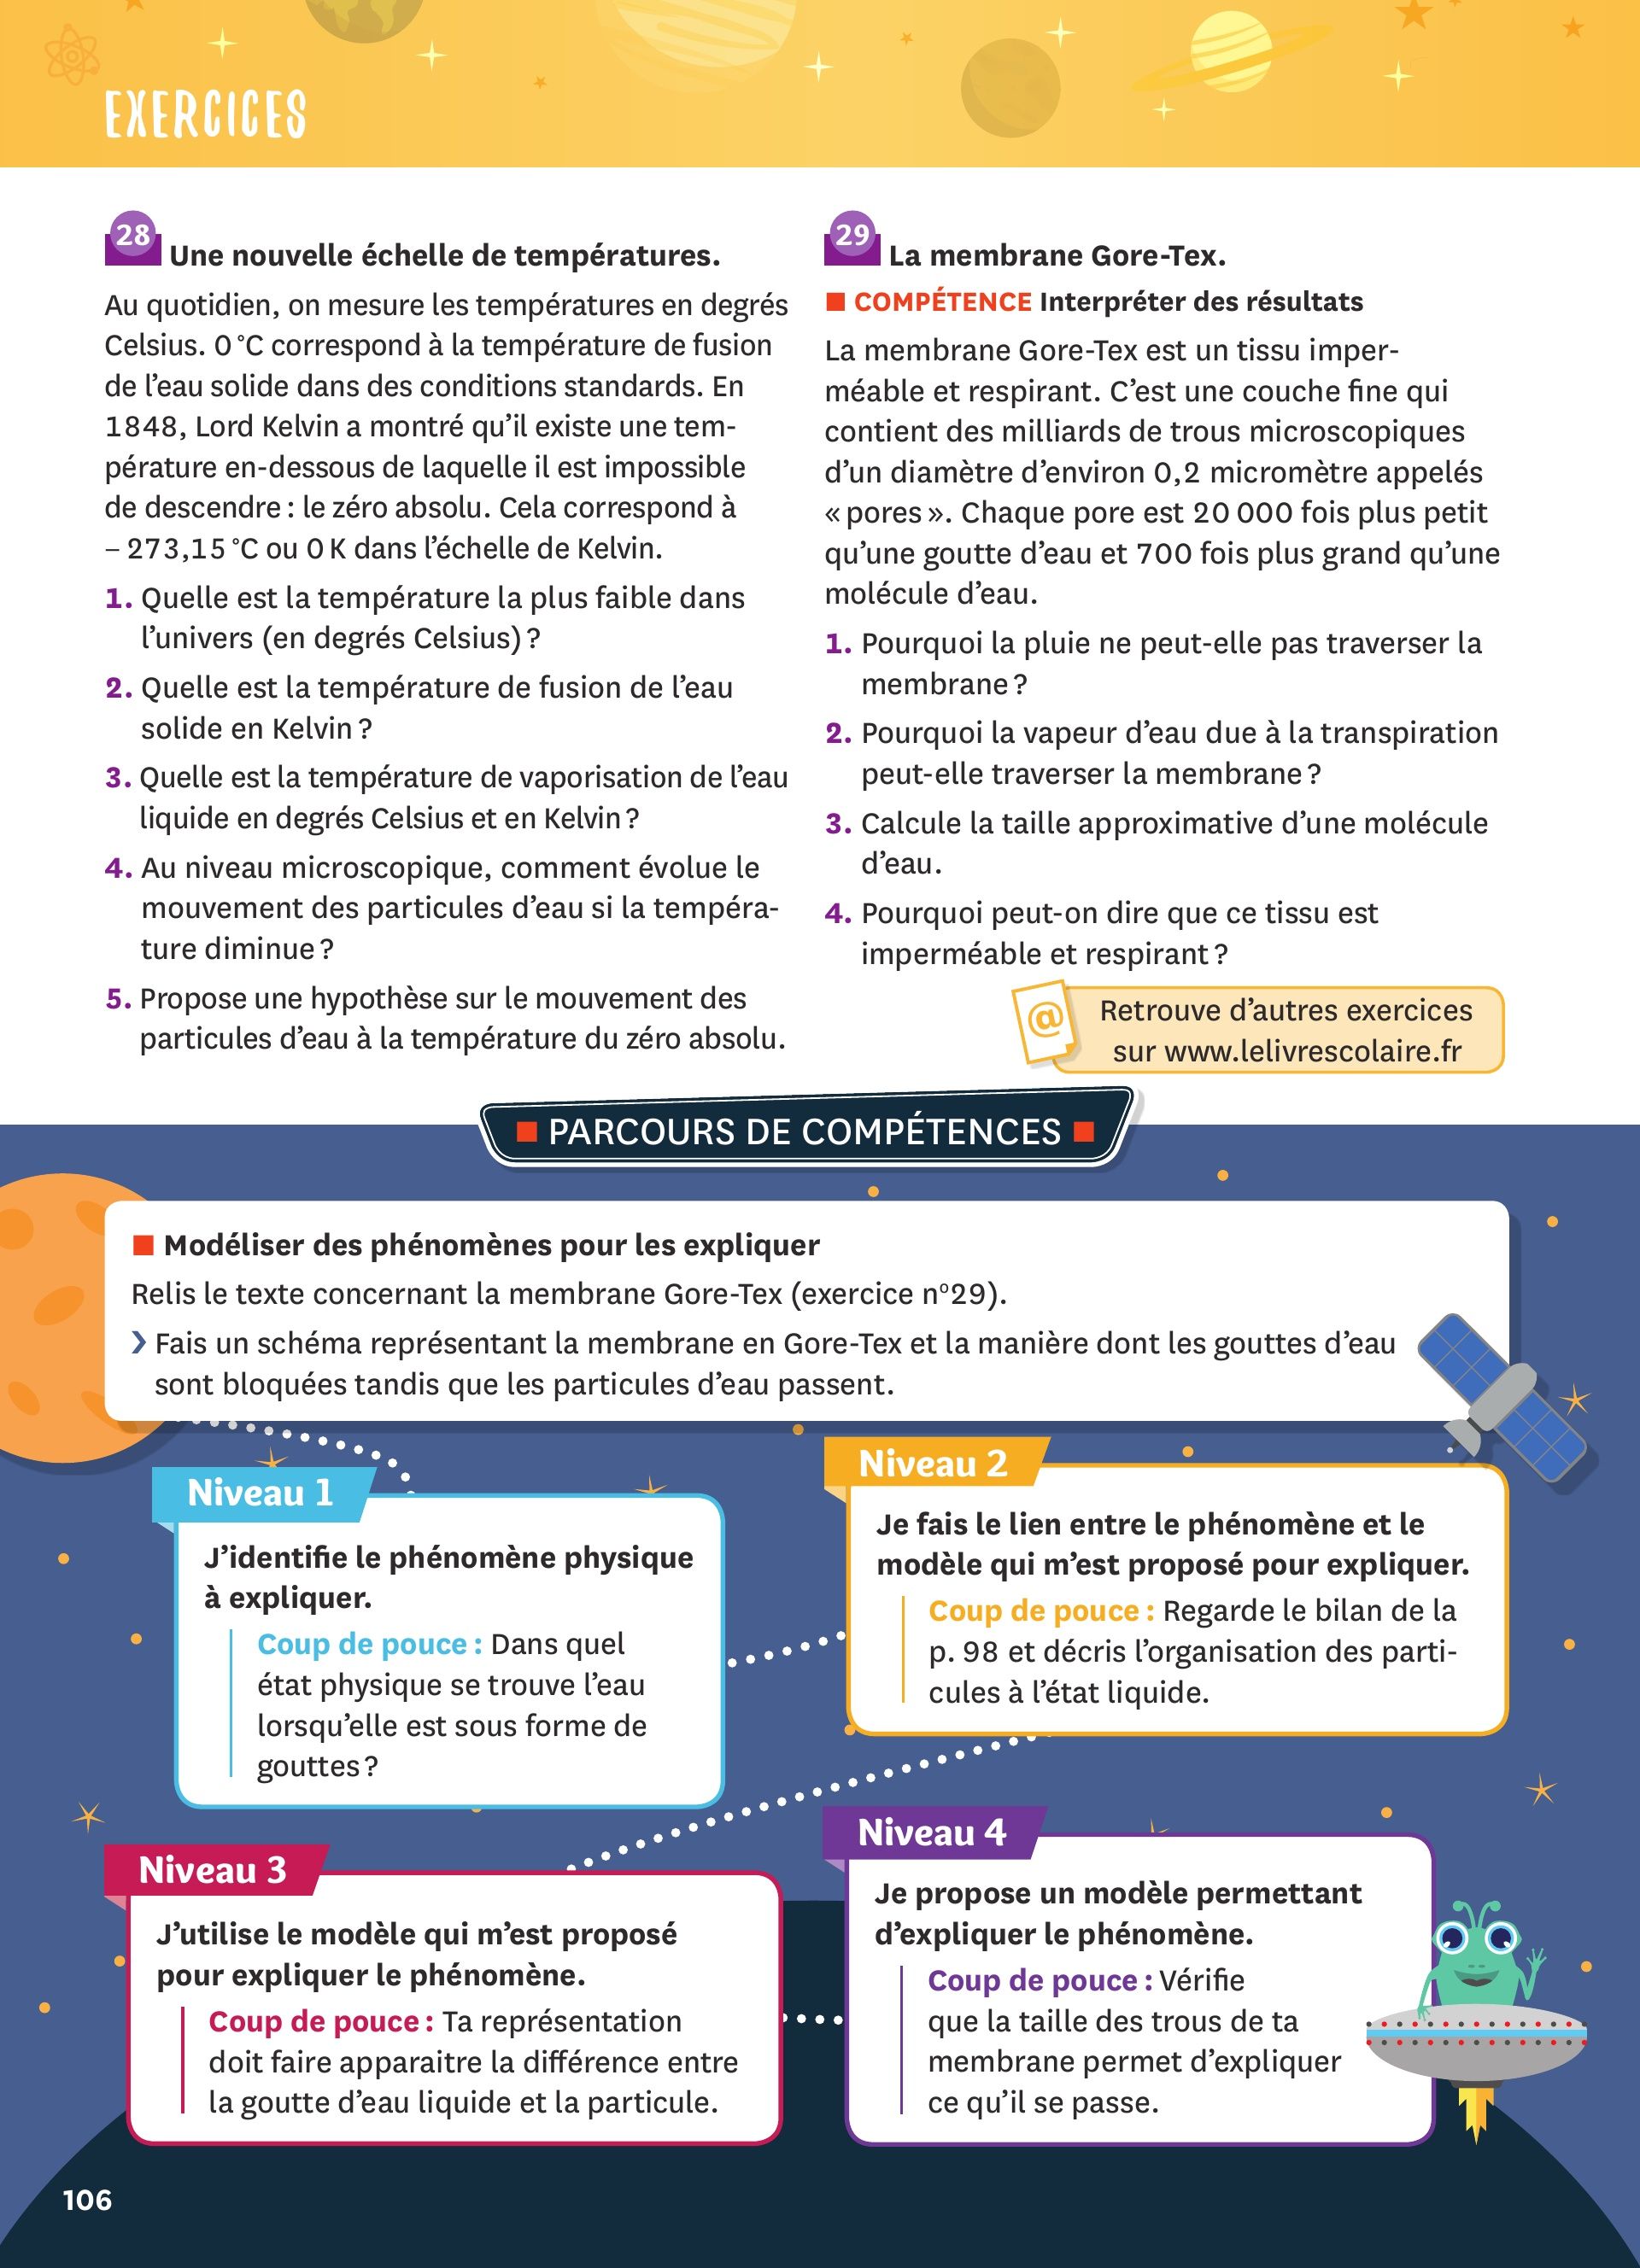 EXERCICES
28 Une nouvelle échelle de températures.
Au quotidien, on mesure les températures en degrés
Celsius. 0 °C correspond à la température de fusion
de l’eau solide dans des conditions standards. En
1848, Lord Kelvin a montré qu’il existe une tem-
pérature en-dessous de laquelle il est impossible
de descendre : le zéro absolu. Cela correspond à
– 273,15 °C ou 0 K dans l’échelle de Kelvin.
1. Quelle est la température la plus faible dans
l’univers (en degrés Celsius) ?
2. Quelle est la température de fusion de l’eau
solide en Kelvin ?
3. Quelle est la température de vaporisation de l’eau
liquide en degrés Celsius et en Kelvin ?
4. Au niveau microscopique, comment évolue le
mouvement des particules d’eau si la tempéra-
ture diminue ?
5. Propose une hypothèse sur le mouvement des
particules d’eau à la température du zéro absolu.
29 La membrane Gore-Tex.
COMPÉTENCE Interpréter des résultats
La membrane Gore-Tex est un tissu imper-
méable et respirant. C’est une couche fine qui
contient des milliards de trous microscopiques
d’un diamètre d’environ 0,2 micromètre appelés
« pores ». Chaque pore est 20 000 fois plus petit
qu’une goutte d’eau et 700 fois plus grand qu’une
molécule d’eau.
1. Pourquoi la pluie ne peut-elle pas traverser la
membrane ?
2. Pourquoi la vapeur d’eau due à la transpiration
peut-elle traverser la membrane ?
3. Calcule la taille approximative d’une molécule
d’eau.
4. Pourquoi peut-on dire que ce tissu est
imperméable et respirant ?
@ Retrouve d’autres exercices
sur www.lelivrescolaire.fr
PARCOURS DE COMPÉTENCES
Modéliser des phénomènes pour les expliquer
Relis le texte concernant la membrane Gore-Tex (exercice nº29).
› Fais un schéma représentant la membrane en Gore-Tex et la manière dont les gouttes d’eau
sont bloquées tandis que les particules d’eau passent.
Niveau 1
J’identifie le phénomène physique
à expliquer.
Coup de pouce : Dans quel
état physique se trouve l’eau
lorsqu’elle est sous forme de
gouttes ?
Niveau 2
Je fais le lien entre le phénomène et le
modèle qui m’est proposé pour expliquer.
Coup de pouce : Regarde le bilan de la
p. 98 et décris l’organisation des parti-
cules à l’état liquide.
Niveau 3
J’utilise le modèle qui m’est proposé
pour expliquer le phénomène.
Coup de pouce : Ta représentation
doit faire apparaitre la différence entre
la goutte d’eau liquide et la particule.
Niveau 4
Je propose un modèle permettant
d’expliquer le phénomène.
Coup de pouce : Vérifie
que la taille des trous de ta
membrane permet d’expliquer
ce qu’il se passe.
106